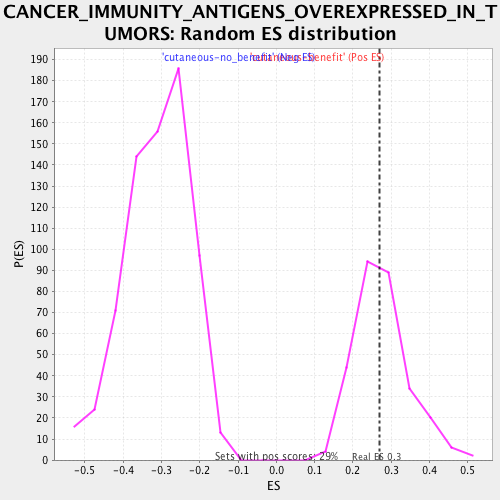 CANCER_IMMUNITY_ANTIGENS_OVEREXPRESSED_IN_T
UMORS: Random ES distribution
'cutaneous-no_benefit' (Neg ES) (Pos ES)
190
180
170
160
150
140
130
120
110
100
90
80
70
60
50
40
30
20
10
0
P(ES)
Sets with pos scores: 29%
Real ES 0.3
-0.5 -0.4 -0.3 -0.2 -0.1 0.0 0.1 0.2 0.3 0.4 0.5
ES